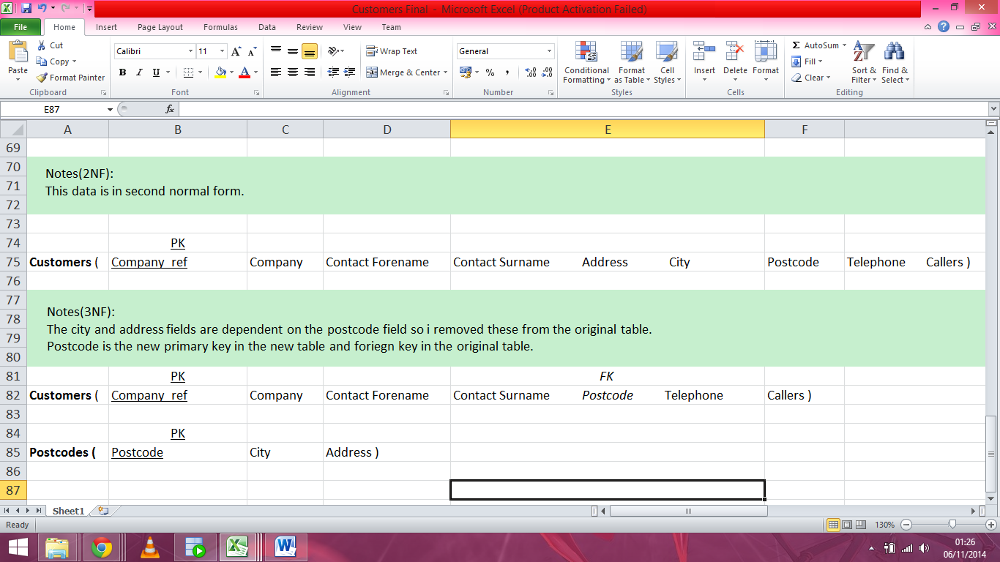 Customers Final - Microsoft Excel (Product Activation Failed)
File Home Insert Page Layout Formulas Data Review View Team
Paste Cut Copy Format Painter Clipboard
Calibri 11 B I U A A A Font
Wrap Text Merge & Center Alignment
General % , .00 .0 Number
Conditional Formatting Format as Table Cell Styles Styles
Insert Delete Format Cells
Σ AutoSum Fill Clear Sort & Filter Find & Select Editing
E87 fx
A B C D E F
69
70
Notes(2NF):
71 This data is in second normal form.
72
73
74 PK
75 Customers ( Company_ref Company Contact Forename Contact Surname Address City Postcode Telephone Callers )
76
77
Notes(3NF):
78
The city and address fields are dependent on the postcode field so i removed these from the original table.
79
Postcode is the new primary key in the new table and foriegn key in the original table.
80
81 PK FK
82 Customers ( Company_ref Company Contact Forename Contact Surname Postcode Telephone Callers )
83
84 PK
85 Postcodes ( Postcode City Address )
86
87
Sheet1
Ready 130%
01:26
06/11/2014